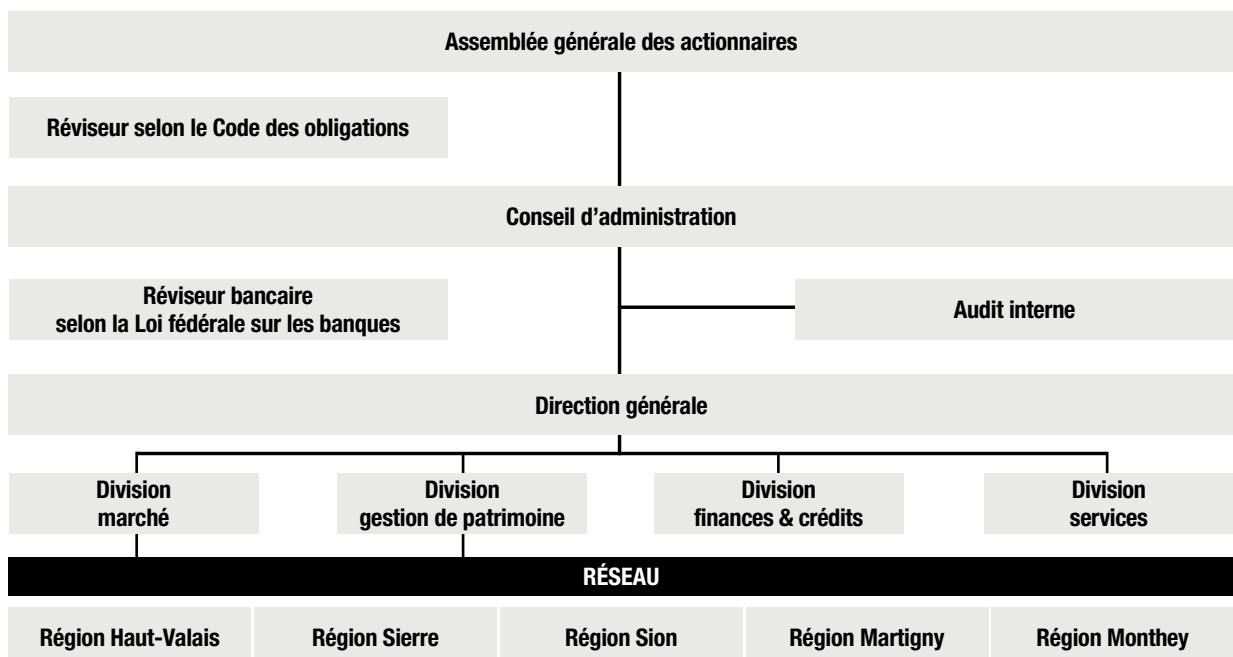 Assemblée générale des actionnaires
Réviseur selon le Code des obligations
Conseil d’administration
Réviseur bancaire
selon la Loi fédérale sur les banques
Audit interne
Direction générale
Division
marché
Division
gestion de patrimoine
Division
finances & crédits
Division
services
RÉSEAU
Région Haut-Valais
Région Sierre
Région Sion
Région Martigny
Région Monthey